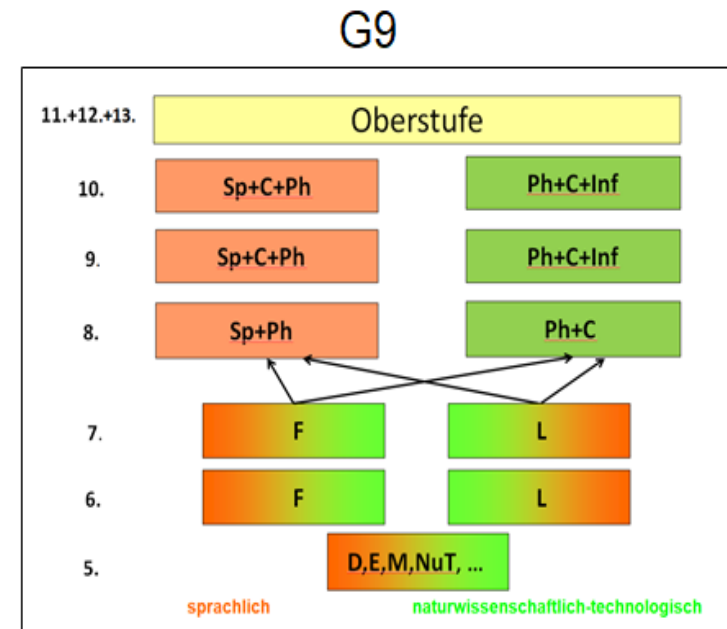 G9
11.+12.+13. Oberstufe
10. Sp+C+Ph Ph+C+Inf
9. Sp+C+Ph Ph+C+Inf
8. Sp+Ph Ph+C
7. F L
6. F L
5. D,E,M,NuT, ...
sprachlich naturwissenschaftlich-technologisch